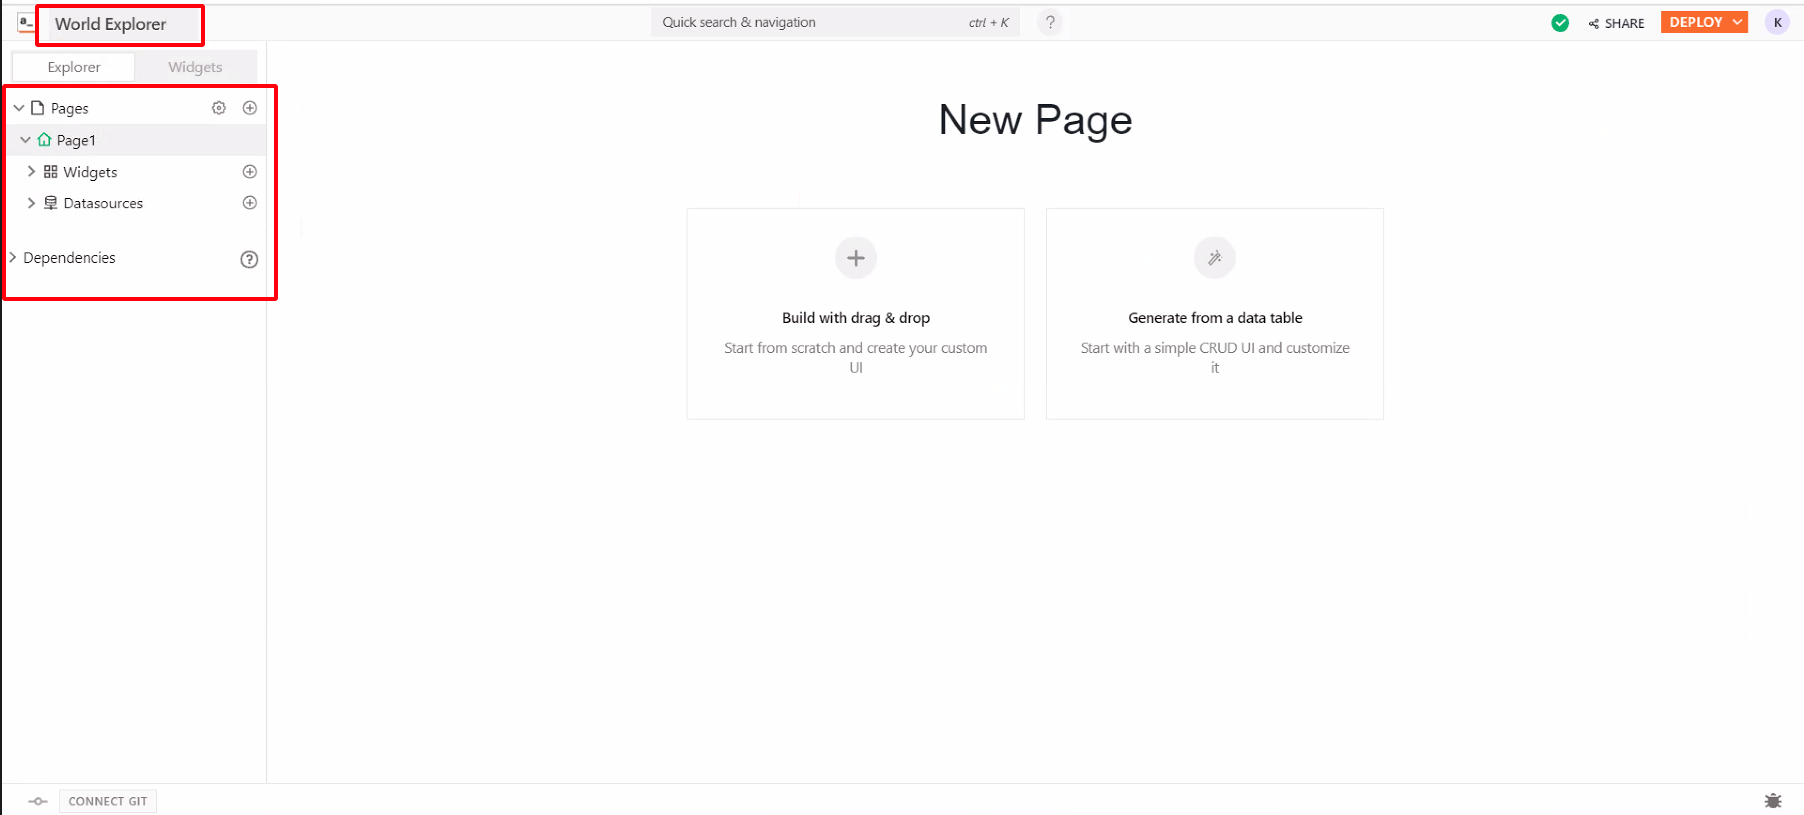 a_ World Explorer
Quick search & navigation ctrl + K ?
SHARE DEPLOY K
Explorer Widgets
Pages
Page1
Widgets
Datasources
Dependencies ?
New Page
Build with drag & drop
Start from scratch and create your custom
UI
Generate from a data table
Start with a simple CRUD UI and customize
it
CONNECT GIT